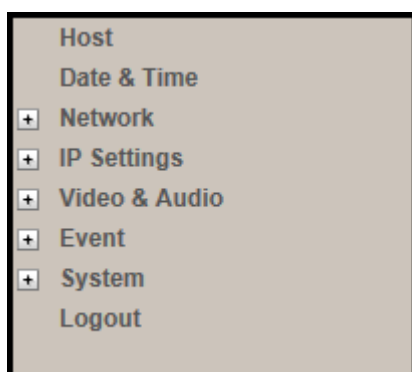 Host
Date & Time
Network
IP Settings
Video & Audio
Event
System
Logout